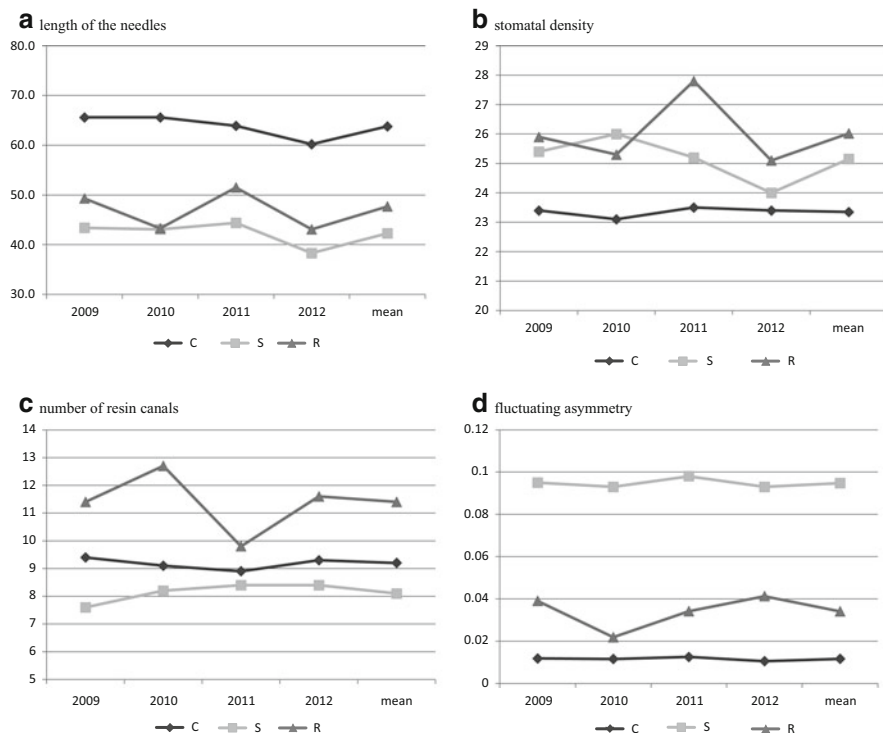 a length of the needles
80.0
70.0
60.0
50.0
40.0
30.0
2009 2010 2011 2012 mean
C S R
b stomatal density
29
28
27
26
25
24
23
22
21
20
2009 2010 2011 2012 mean
C S R
c number of resin canals
14
13
12
11
10
9
8
7
6
5
2009 2010 2011 2012 mean
C S R
d fluctuating asymmetry
0.12
0.1
0.08
0.06
0.04
0.02
0
2009 2010 2011 2012 mean
C S R